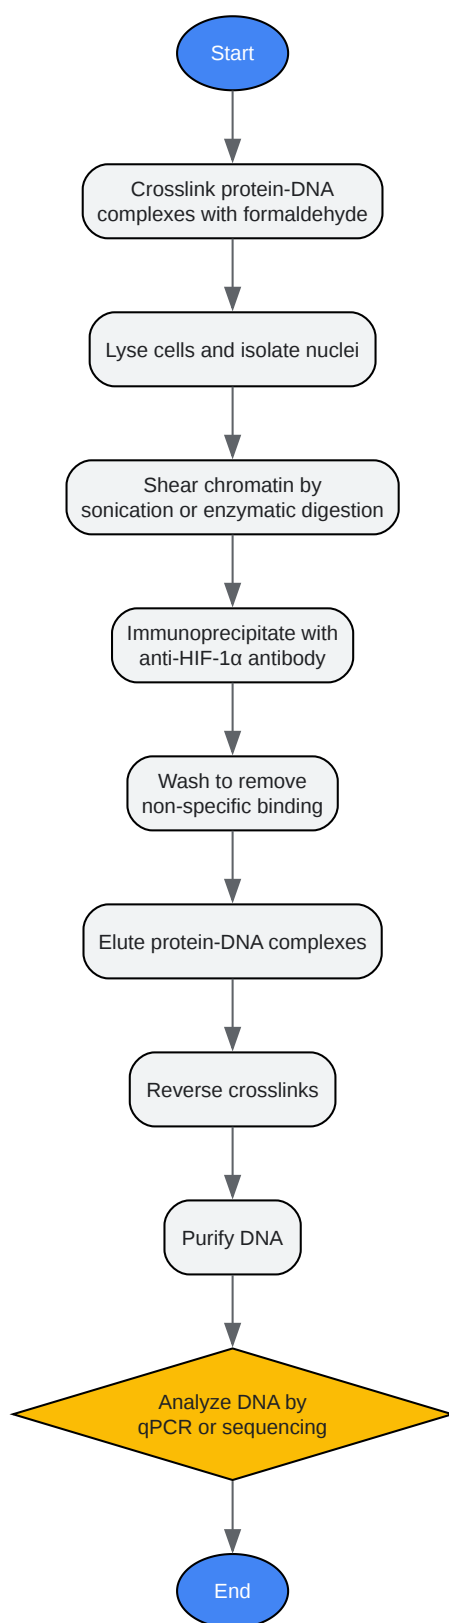 Start
Crosslink protein-DNA
complexes with formaldehyde
Lyse cells and isolate nuclei
Shear chromatin by
sonication or enzymatic digestion
Immunoprecipitate with
anti-HIF-1α antibody
Wash to remove
non-specific binding
Elute protein-DNA complexes
Reverse crosslinks
Purify DNA
Analyze DNA by
qPCR or sequencing
End